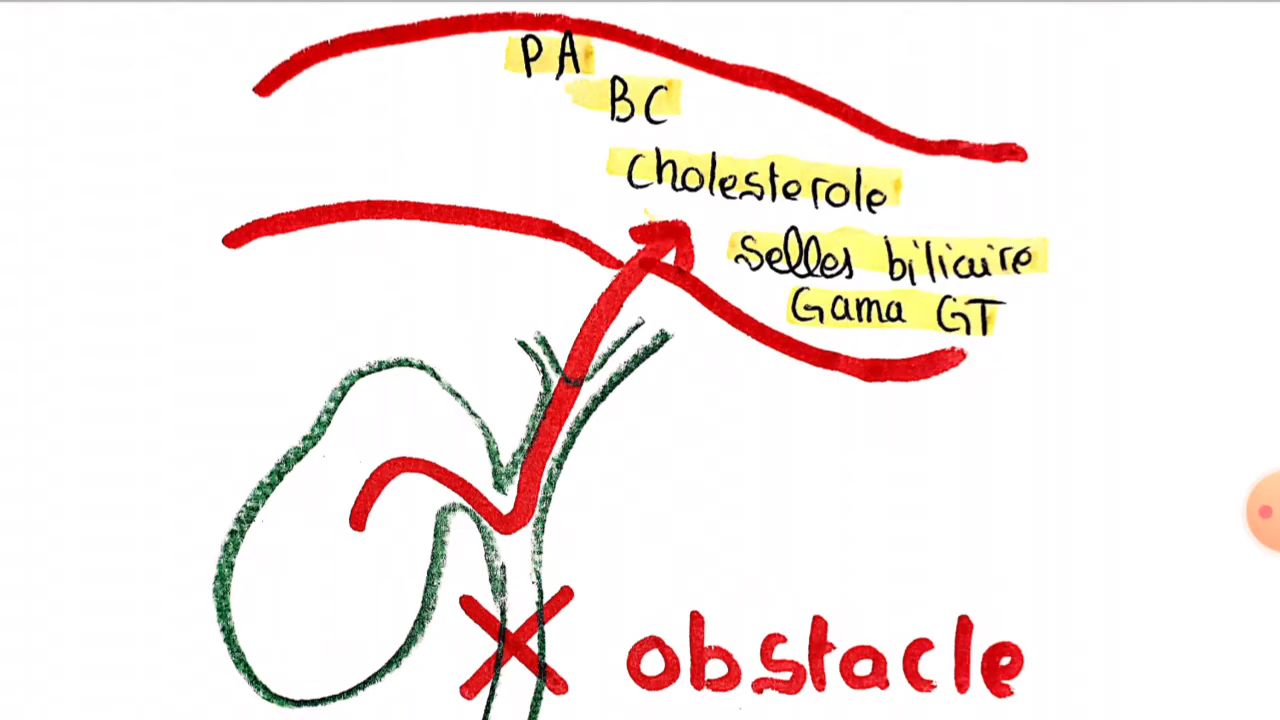 PA
BC
cholesterole
selles biliaire
Gama GT
obstacle